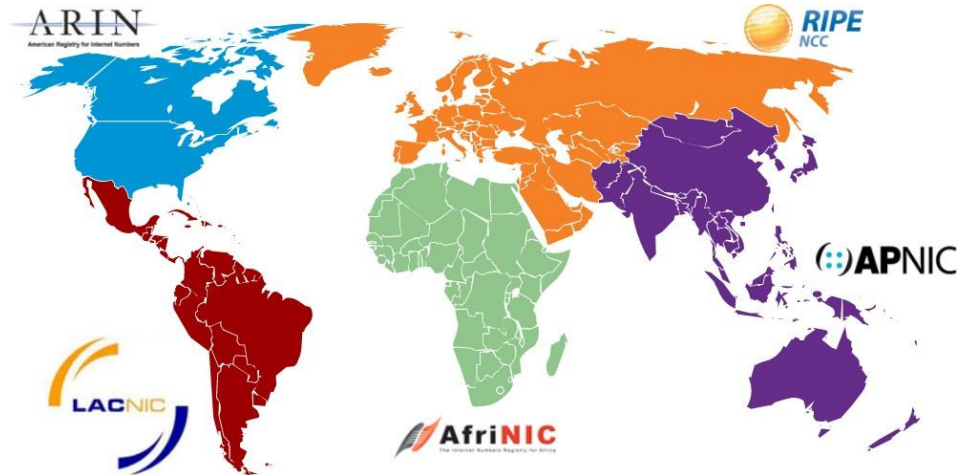 ARIN
American Registry for Internet Numbers
RIPE
NCC
APNIC
LACNIC
AfriNIC
The Internet Numbers Registry for Africa